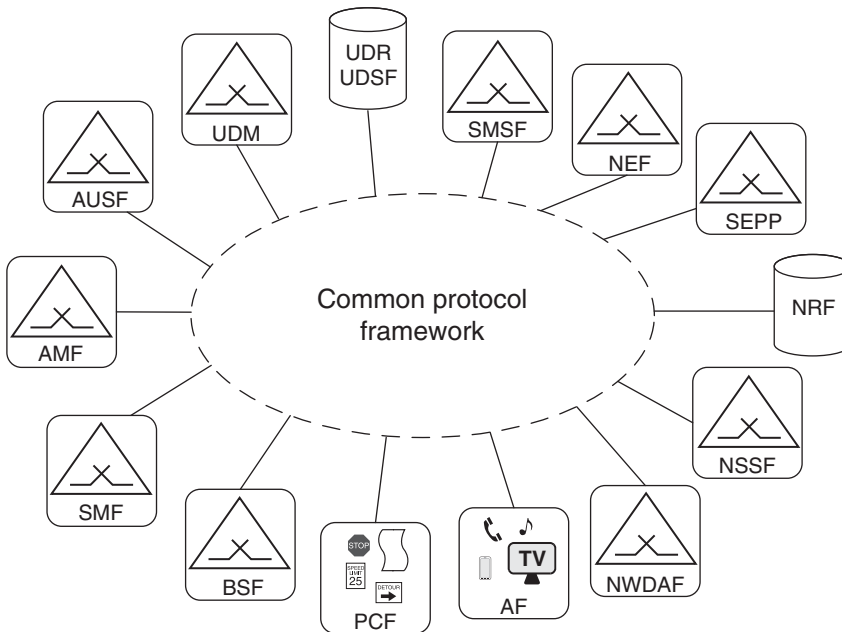 UDR
UDSF
UDM
SMSF
NEF
AUSF
SEPP
Common protocol
framework
NRF
AMF
NSSF
SMF
STOP
SPEED
LIMIT
25
DETOUR
TV
BSF
PCF
AF
NWDAF